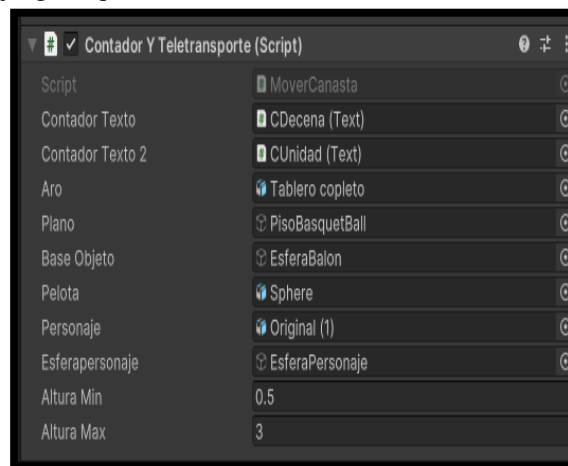 Contador Y Teletransporte (Script)
Script MoverCanasta
Contador Texto CDecena (Text)
Contador Texto 2 CUnidad (Text)
Aro Tablero copleto
Plano PisoBasquetBall
Base Objeto EsferaBalon
Pelota Sphere
Personaje Original (1)
Esferapersonaje EsferaPersonaje
Altura Min 0.5
Altura Max 3